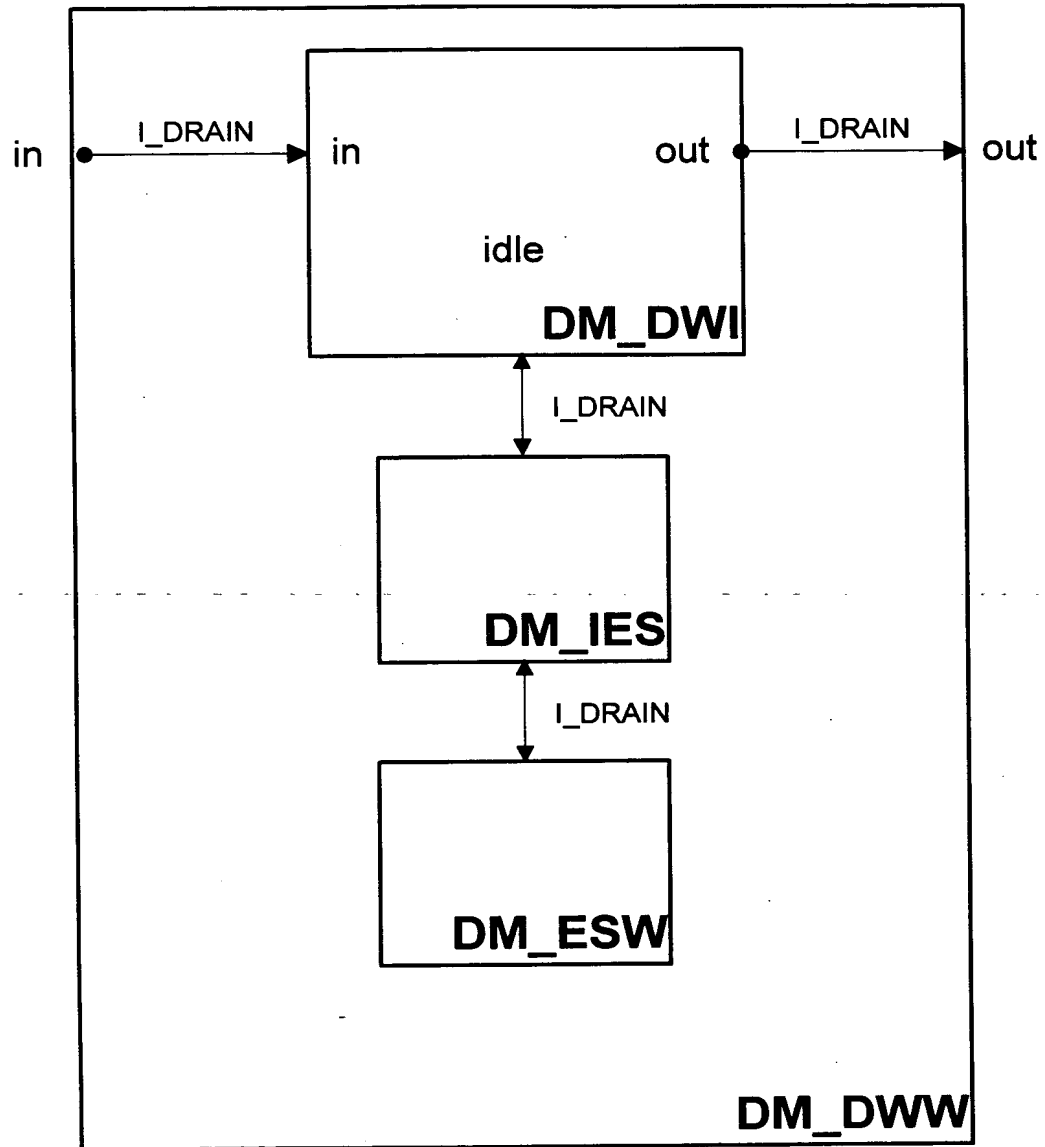 in I_DRAIN in out I_DRAIN out
idle
DM_DWI
I_DRAIN
DM_IES
I_DRAIN
DM_ESW
DM_DWW